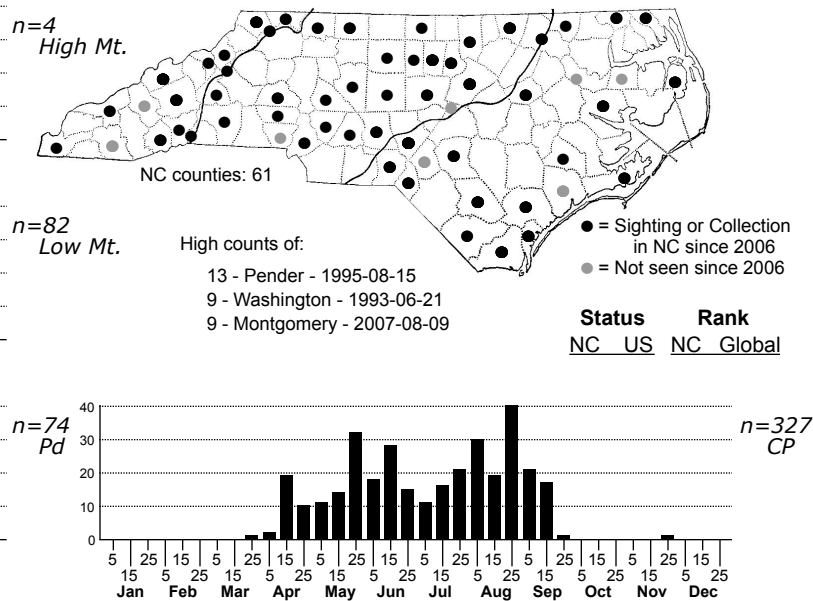 n=4
High Mt.
NC counties: 61
n=82
Low Mt.
High counts of:
13 - Pender - 1995-08-15
9 - Washington - 1993-06-21
9 - Montgomery - 2007-08-09
= Sighting or Collection
in NC since 2006
= Not seen since 2006
Status Rank
NC US NC Global
n=74
Pd
n=327
CP
40
30
20
10
0
5 25 15 5 25 15 5 25 15 5 25 15 5 25 15 5 25 15
15 5 25 15 5 25 15 5 25 15 5 25 15 5 25 15 5 25
Jan Feb Mar Apr May Jun Jul Aug Sep Oct Nov Dec